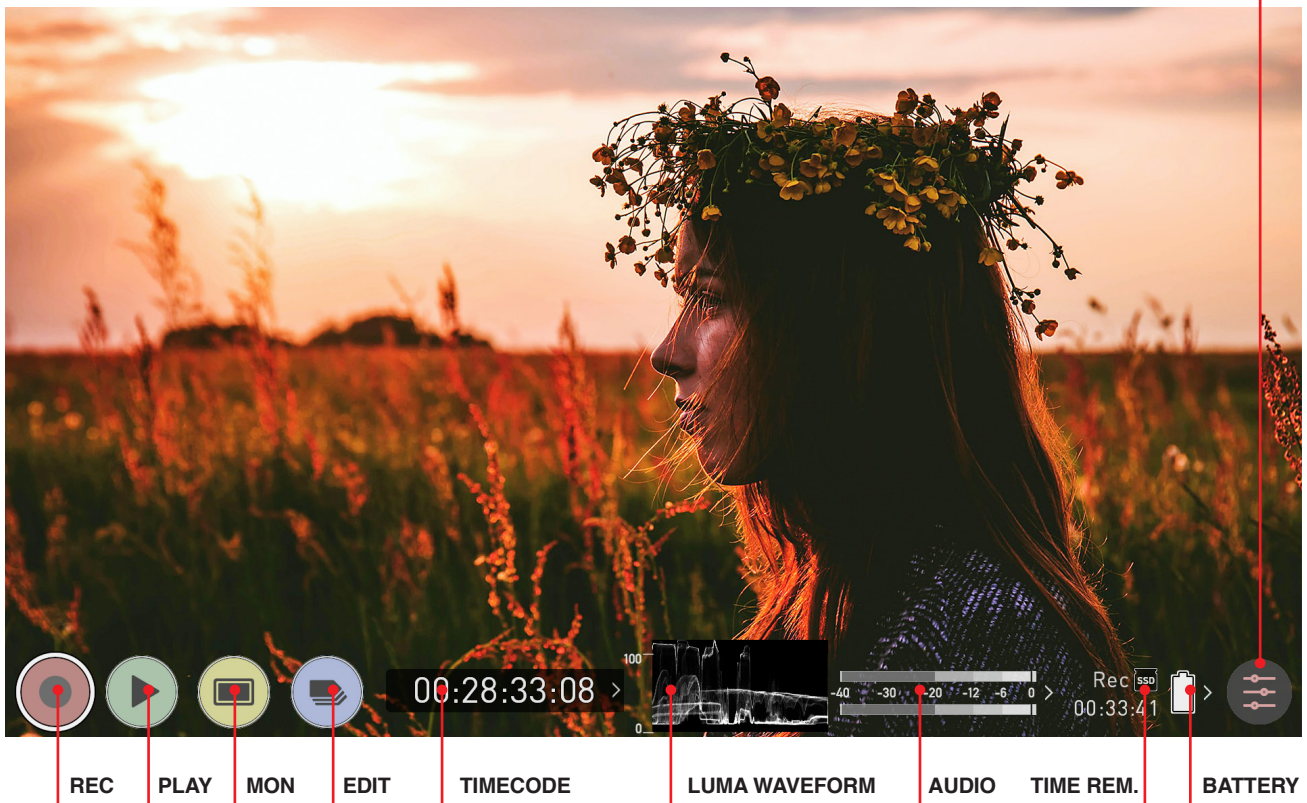 00:28:33:08 >
100
0
-40 -30 -20 -12 -6 0 >
Rec SSD
00:33:41 >
REC PLAY MON EDIT TIMECODE LUMA WAVEFORM AUDIO TIME REM. BATTERY